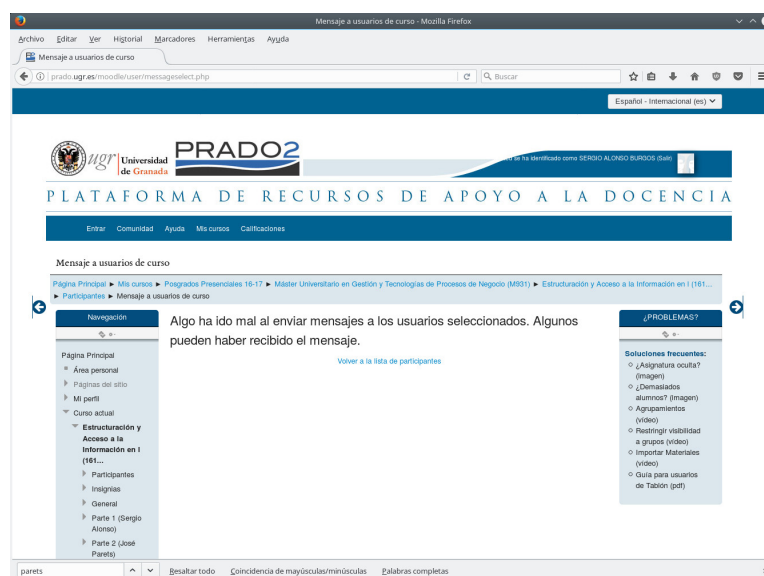 Mensaje a usuarios de curso - Mozilla Firefox
Archivo Editar Ver Historial Marcadores Herramientas Ayuda
Mensaje a usuarios de curso
prado.ugr.es/moodle/user/messageselect.php
Buscar
Español - Internacional (es)
ugr Universidad de Granada
PRADO2
se ha identificado como SERGIO ALONSO BURGOS (Salir)
PLATAFORMA DE RECURSOS DE APOYO A LA DOCENCIA
Entrar Comunidad Ayuda Mis cursos Calificaciones
Mensaje a usuarios de curso
Página Principal ► Mis cursos ► Posgrados Presenciales 16-17 ► Máster Universitario en Gestión y Tecnologías de Procesos de Negocio (M931) ► Estructuración y Acceso a la Información en I (161...
► Participantes ► Mensaje a usuarios de curso
Navegación
Página Principal
Área personal
Páginas del sitio
Mi perfil
Curso actual
Estructuración y
Acceso a la
Información en I
(161...
Participantes
Insignias
General
Parte 1 (Sergio
Alonso)
Parte 2 (José
Parets)
Algo ha ido mal al enviar mensajes a los usuarios seleccionados. Algunos
pueden haber recibido el mensaje.
Volver a la lista de participantes
¿PROBLEMAS?
Soluciones frecuentes:
¿Asignatura oculta?
(imagen)
¿Demasiados
alumnos? (imagen)
Agrupamientos
(vídeo)
Restringir visibilidad
a grupos (vídeo)
Importar Materiales
(vídeo)
Guía para usuarios
de Tablón (pdf)
parets
Resaltar todo Coincidencia de mayúsculas/minúsculas Palabras completas